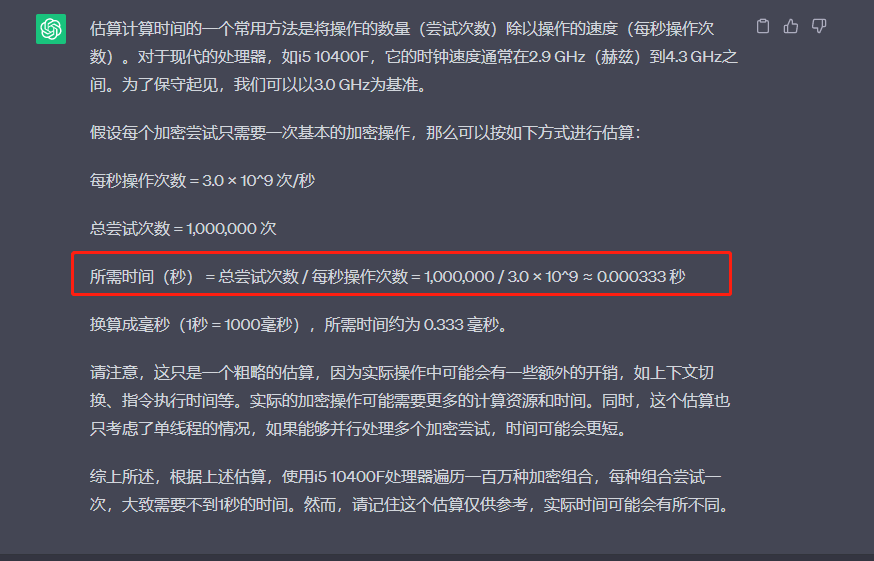 估算计算时间的一个常用方法是将操作的数量（尝试次数）除以操作的速度（每秒操作次
数）。对于现代的处理器，如i5 10400F，它的时钟速度通常在2.9 GHz（赫兹）到4.3 GHz之
间。为了保守起见，我们可以以3.0 GHz为基准。
假设每个加密尝试只需要一次基本的加密操作，那么可以按如下方式进行估算：
每秒操作次数 = 3.0 × 10^9 次/秒
总尝试次数 = 1,000,000 次
所需时间（秒） = 总尝试次数 / 每秒操作次数 = 1,000,000 / 3.0 × 10^9 ≈ 0.000333 秒
换算成毫秒（1秒 = 1000毫秒），所需时间约为 0.333 毫秒。
请注意，这只是一个粗略的估算，因为实际操作中可能会有一些额外的开销，如上下文切
换、指令执行时间等。实际的加密操作可能需要更多的计算资源和时间。同时，这个估算也
只考虑了单线程的情况，如果能够并行处理多个加密尝试，时间可能会更短。
综上所述，根据上述估算，使用i5 10400F处理器遍历一百万种加密组合，每种组合尝试一
次，大致需要不到1秒的时间。然而，请记住这个估算仅供参考，实际时间可能会有所不同。